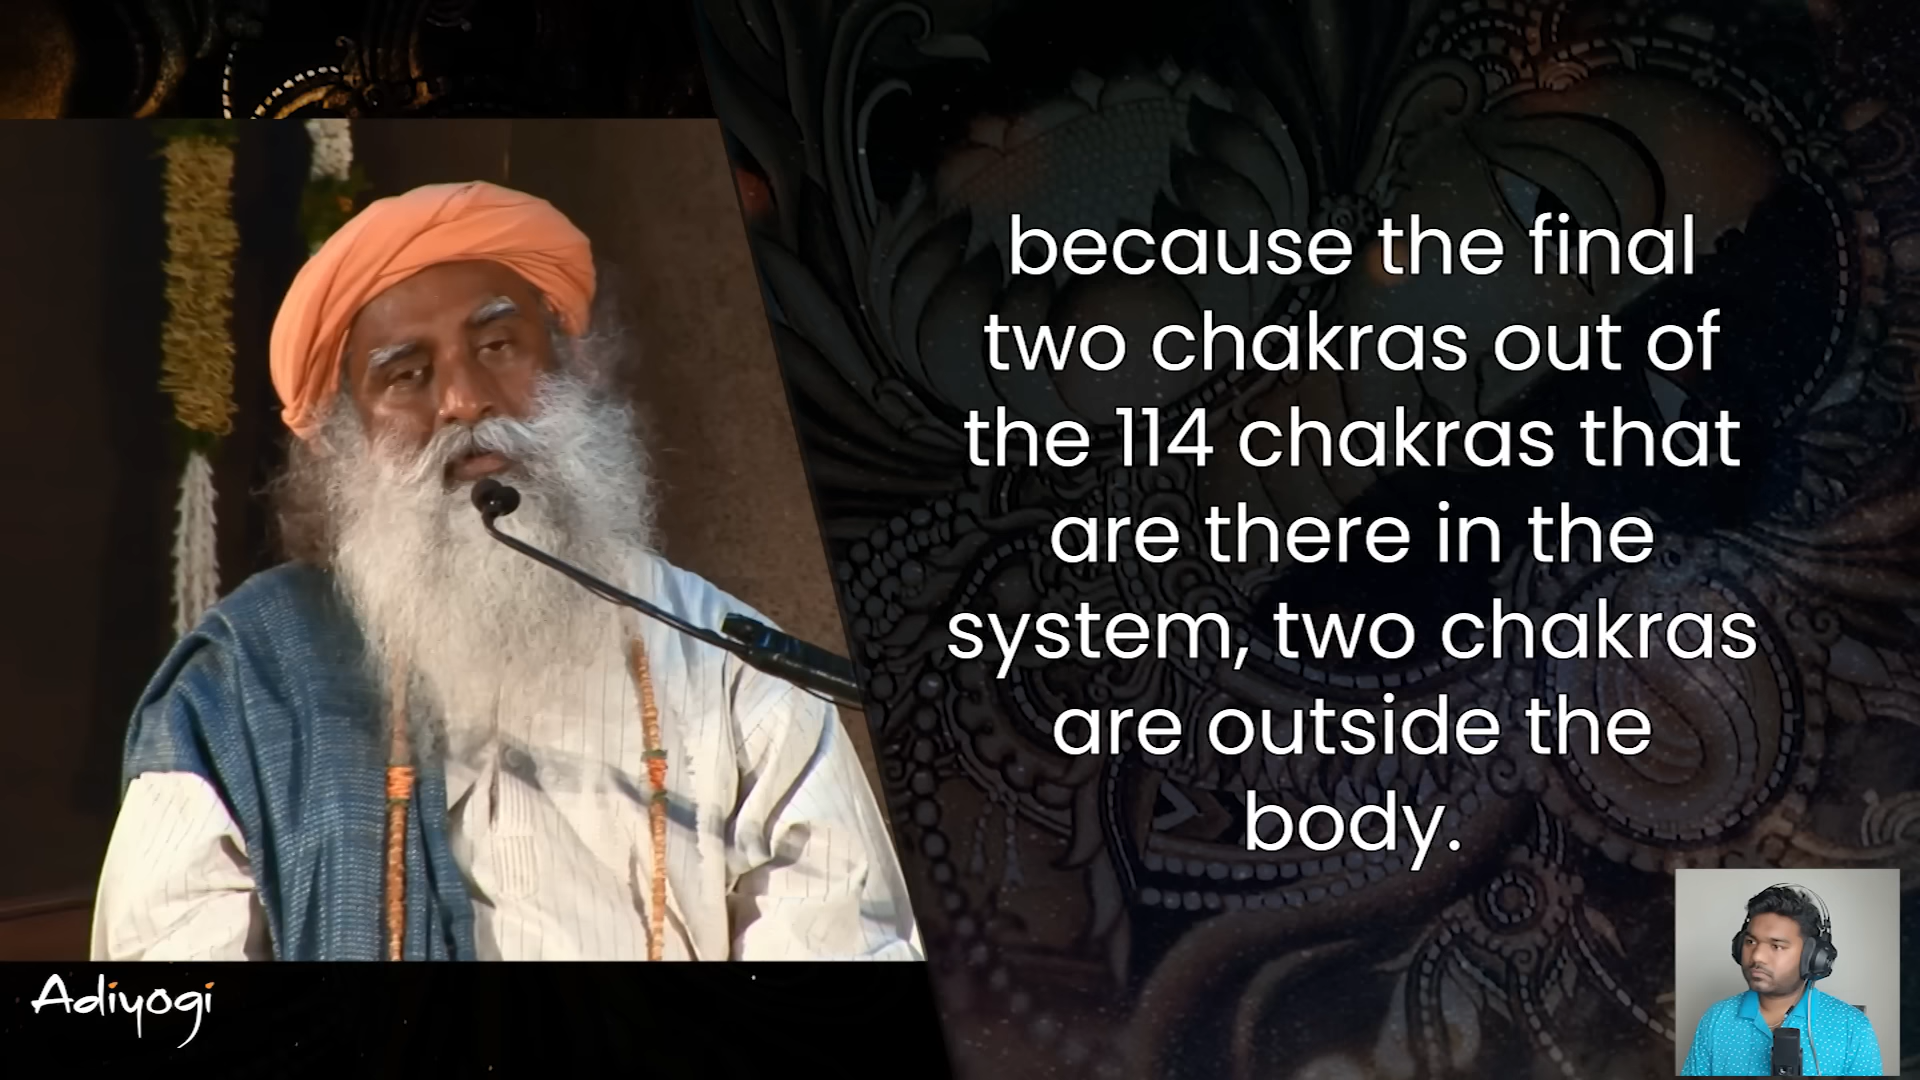 because the final
two chakras out of
the 114 chakras that
are there in the
system, two chakras
are outside the
body.
Adiyogi